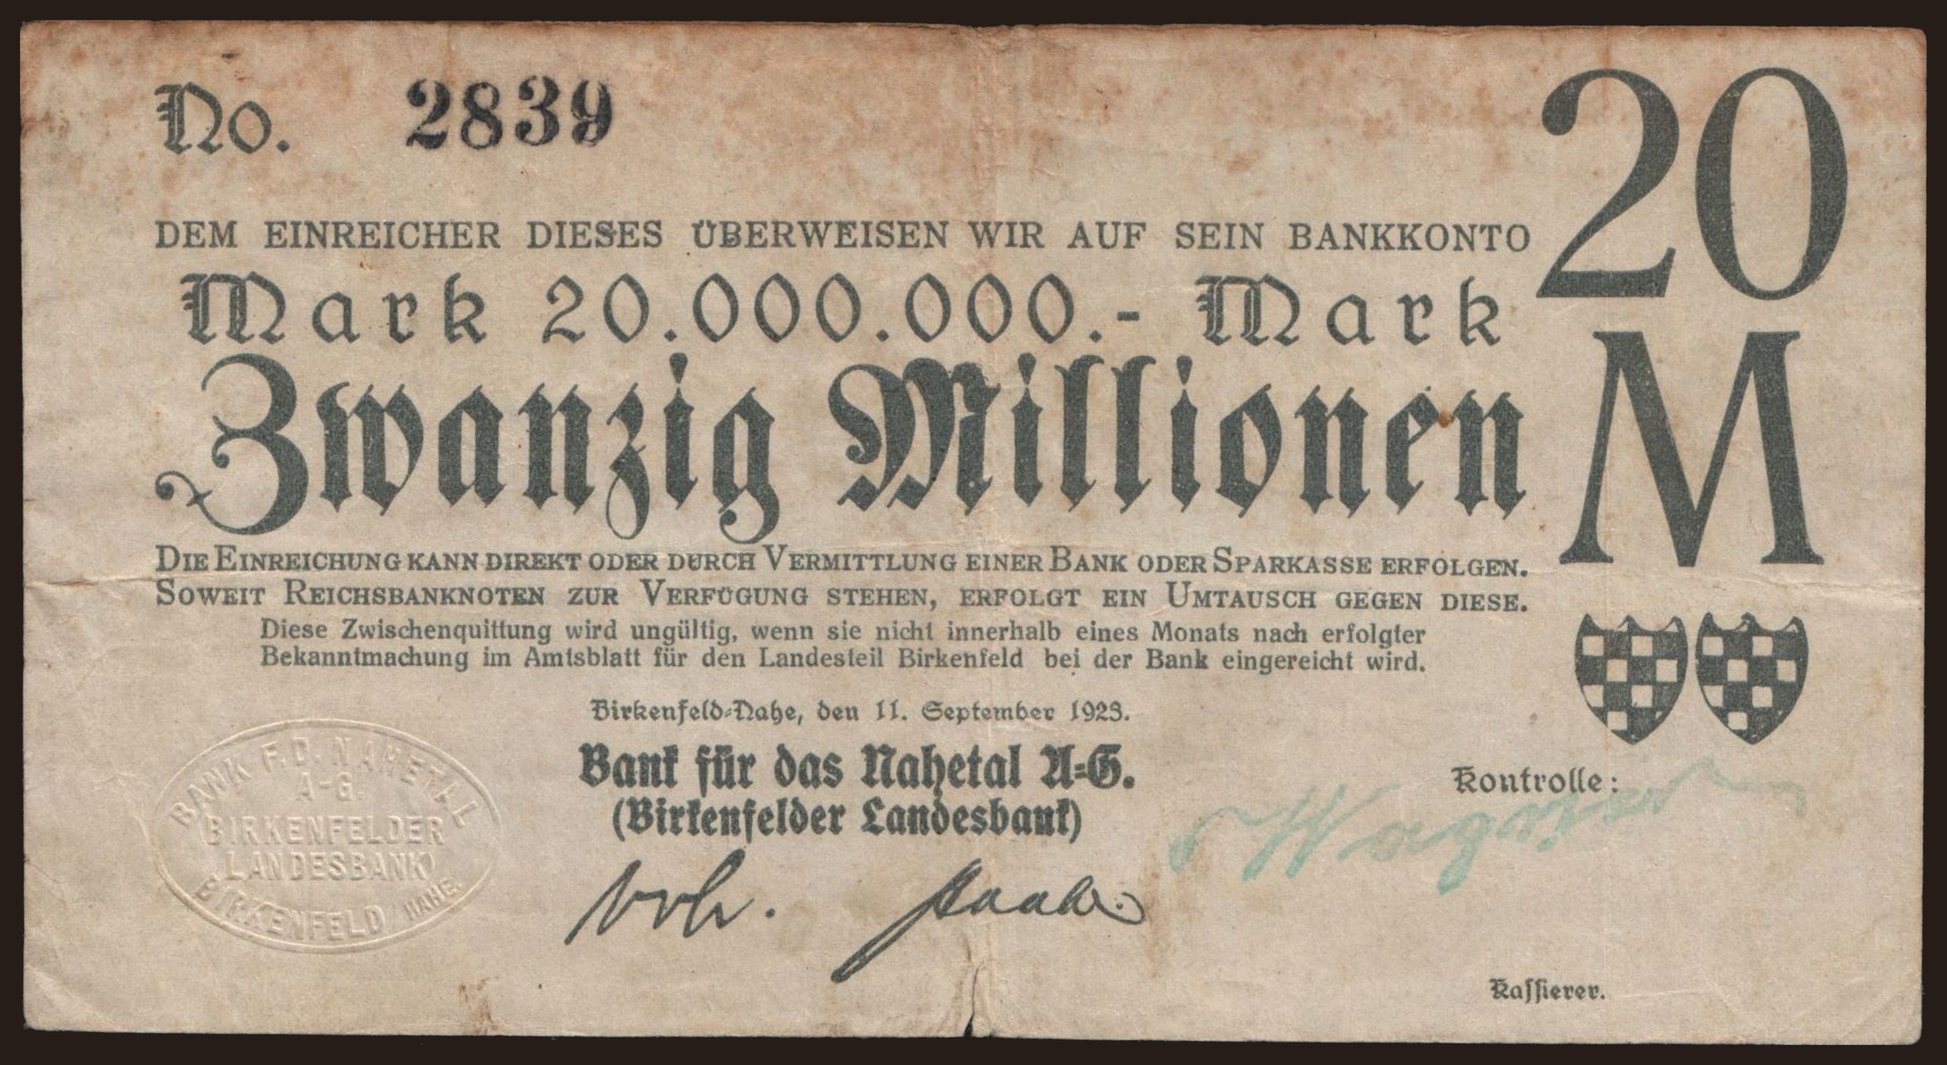 No. 2839
20
M
DEM EINREICHER DIESES ÜBERWEISEN WIR AUF SEIN BANKKONTO
Mark 20.000.000.- Mark
Zwanzig Millionen
DIE EINREICHUNG KANN DIREKT ODER DURCH VERMITTLUNG EINER BANK ODER SPARKASSE ERFOLGEN.
SOWEIT REICHSBANKNOTEN ZUR VERFÜGUNG STEHEN, ERFOLGT EIN UMTAUSCH GEGEN DIESE.
Diese Zwischenquittung wird ungültig, wenn sie nicht innerhalb eines Monats nach erfolgter
Bekanntmachung im Amtsblatt für den Landesteil Birkenfeld bei der Bank eingereicht wird.
Birkenfeld-Nahe, den 11. September 1923.
Bank für das Nahetal A-G.
(Birkenfelder Landesbank)
BANK F. D. NAHETAL
A-G.
(BIRKENFELDER
LANDESBANK)
BIRKENFELD NAHE
Kontrolle:
Kassierer.